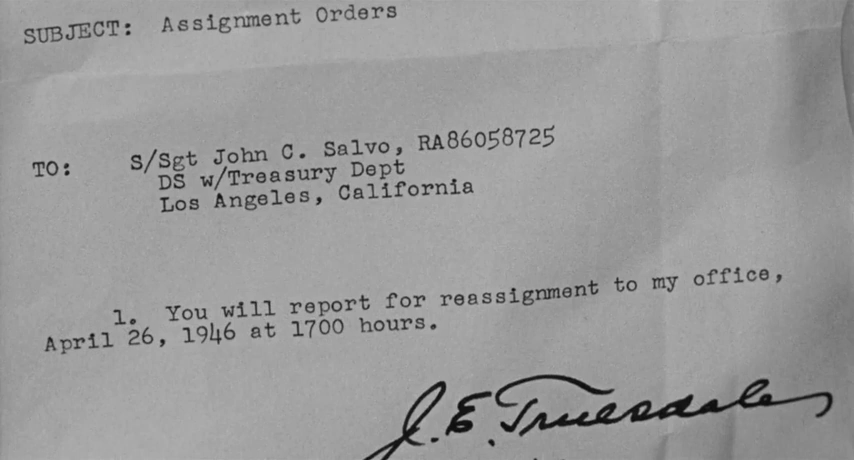 SUBJECT: Assignment Orders
TO: S/Sgt John C. Salvo, RA86058725
DS w/Treasury Dept
Los Angeles, California
1. You will report for reassignment to my office,
April 26, 1946 at 1700 hours.
J.E. Truesdale